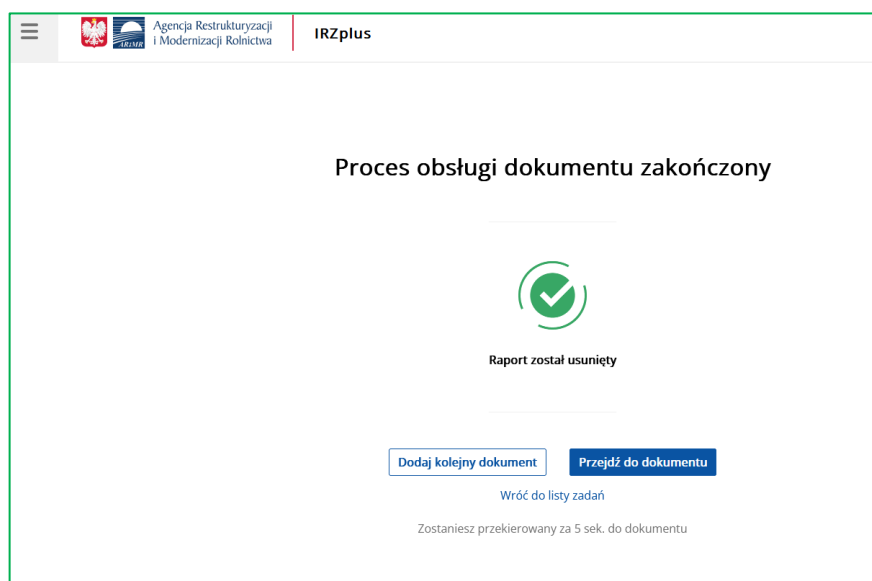 Agencja Restrukturyzacji
i Modernizacji Rolnictwa
ARiMR
IRZplus
Proces obsługi dokumentu zakończony
Raport został usunięty
Dodaj kolejny dokument
Przejdź do dokumentu
Wróć do listy zadań
Zostaniesz przekierowany za 5 sek. do dokumentu